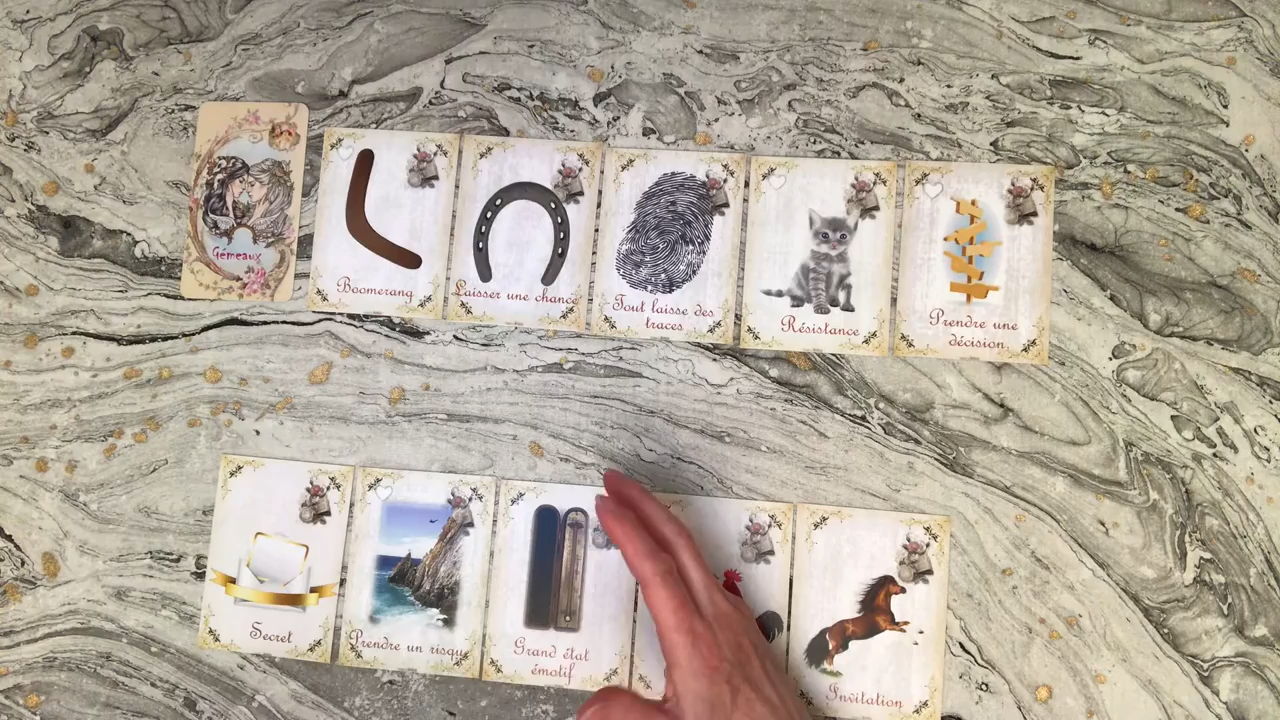 Gémeaux
Boomerang
Laisser une chance
Tout laisse des
traces
Résistance
Prendre une
décision
Secret
Prendre un risque
Grand état
émotif
Invitation